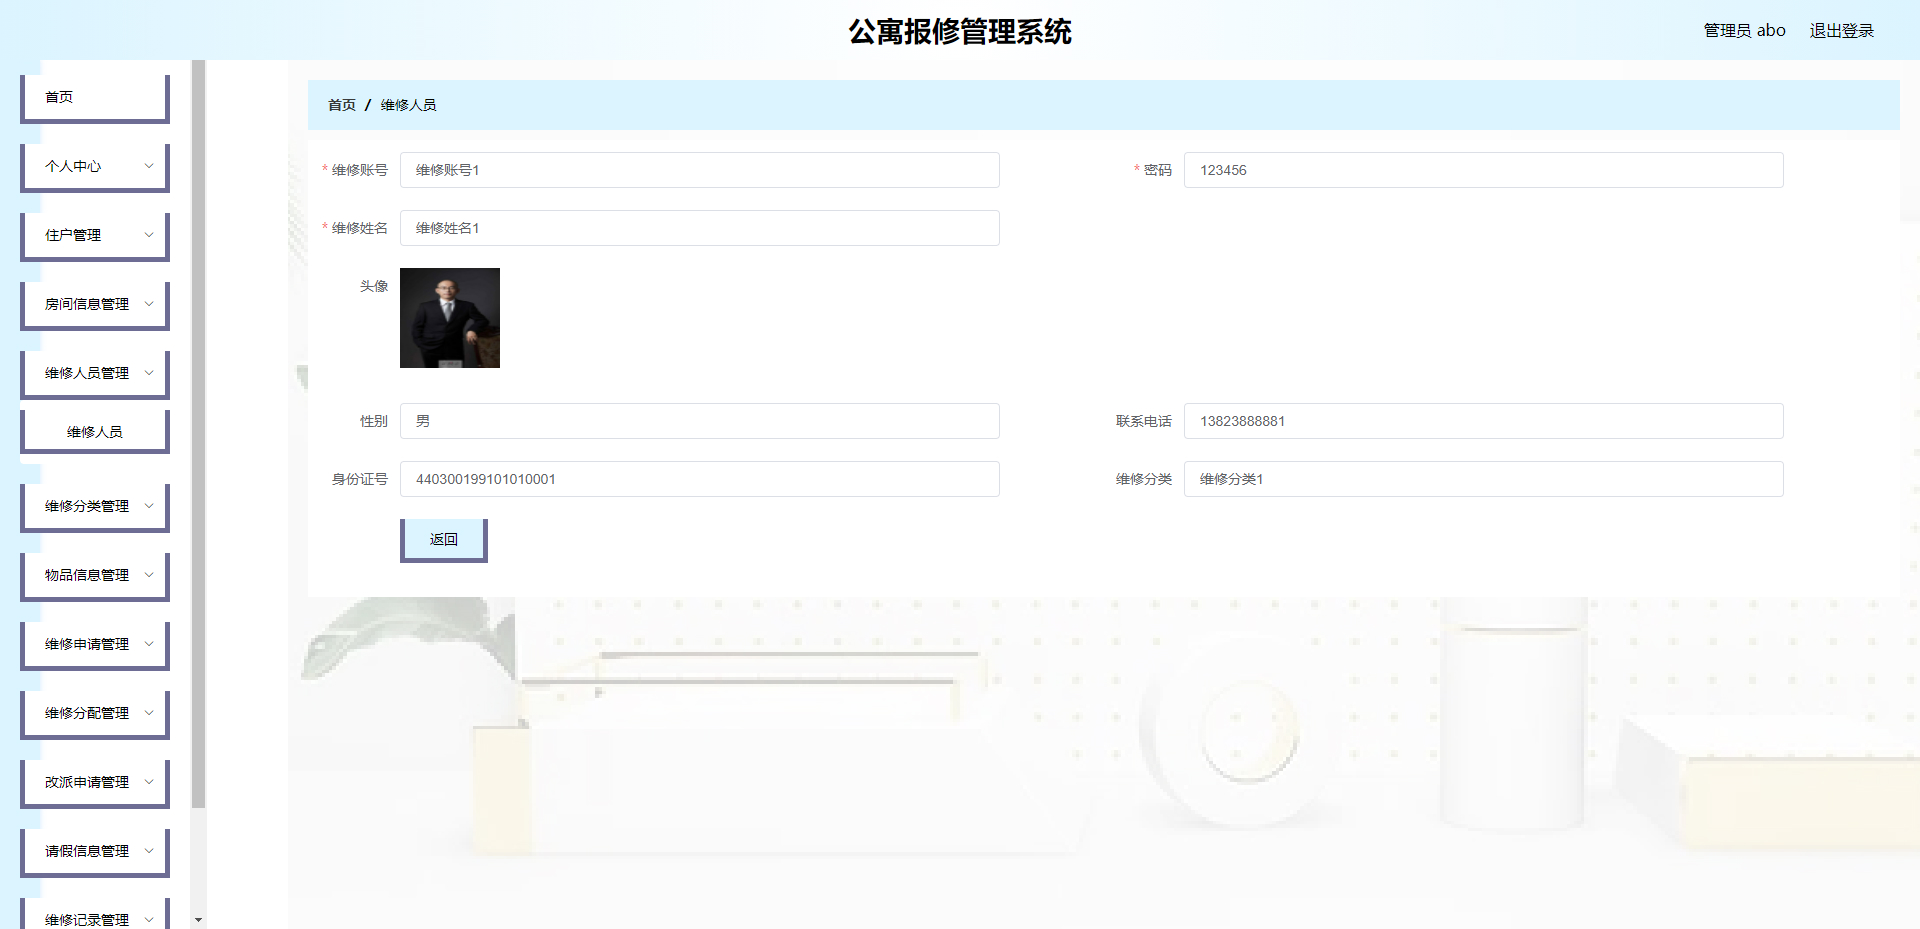 公寓报修管理系统
管理员 abo 退出登录
首页
个人中心
住户管理
房间信息管理
维修人员管理
维修人员
维修分类管理
物品信息管理
维修申请管理
维修分配管理
改派申请管理
请假信息管理
维修记录管理
首页 / 维修人员
* 维修账号 维修账号1 * 密码 123456
* 维修姓名 维修姓名1
头像
性别 男 联系电话 13823888881
身份证号 440300199101010001 维修分类 维修分类1
返回